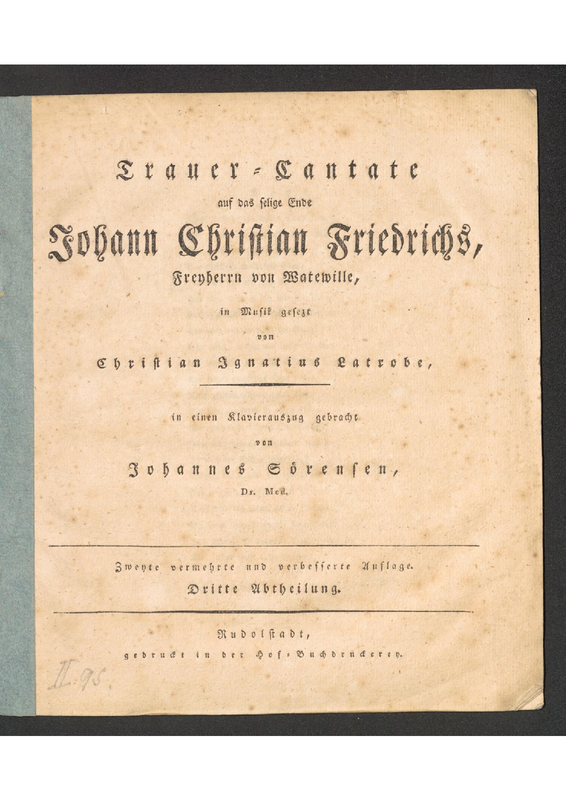 Trauer-Cantate
auf das selige Ende
Johann Christian Friedrichs,
Freyherrn von Watewille,
in Musik gesezt
von
Christian Ignatius Latrobe,
in einen Klavierauszug gebracht
von
Johannes Sörensen,
Dr. Med.
Zweyte vermehrte und verbesserte Auflage.
Dritte Abtheilung.
Rudolstadt,
gedruckt in der Hof-Buchdruckerey.
II. 95.